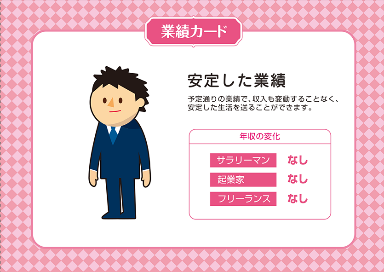 業績カード
安定した業績
予定通りの業績で、収入も変動することなく、
安定した生活を送ることができます。
年収の変化
サラリーマン なし
起業家 なし
フリーランス なし